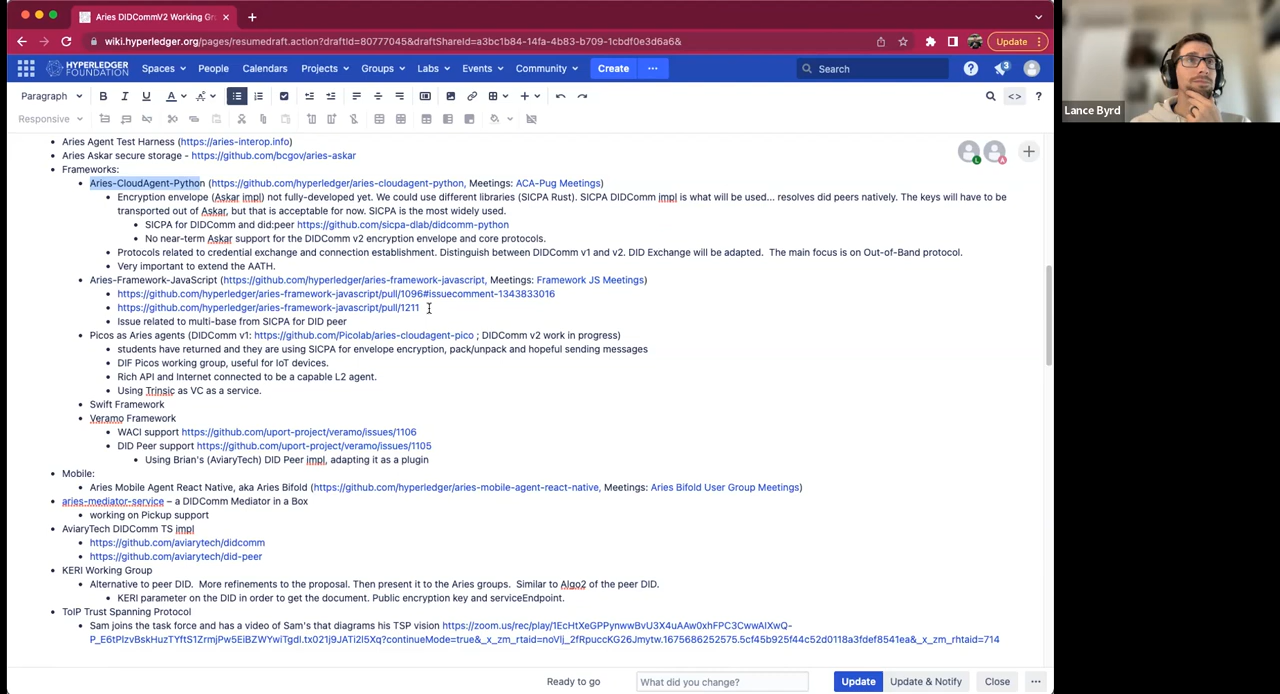 Aries DIDCommV2 Working Gr
wiki.hyperledger.org/pages/resumedraft.action?draftId=80777045&draftShareId=a3bc1b84-14fa-4b83-b709-1cbdf0e3d6a6&
Update
HYPERLEDGER FOUNDATION Spaces People Calendars Projects Groups Labs Events Community Create Search 3
Paragraph B I U A
Responsive
Lance Byrd
Aries Agent Test Harness (https://aries-interop.info)
Aries Askar secure storage - https://github.com/bcgov/aries-askar
Frameworks:
Aries-CloudAgent-Python (https://github.com/hyperledger/aries-cloudagent-python, Meetings: ACA-Pug Meetings)
Encryption envelope (Askar impl) not fully-developed yet. We could use different libraries (SICPA Rust). SICPA DIDComm impl is what will be used... resolves did peers natively. The keys will have to be
transported out of Askar, but that is acceptable for now. SICPA is the most widely used.
SICPA for DIDComm and did:peer https://github.com/sicpa-dlab/didcomm-python
No near-term Askar support for the DIDComm v2 encryption envelope and core protocols.
Protocols related to credential exchange and connection establishment. Distinguish between DIDComm v1 and v2. DID Exchange will be adapted. The main focus is on Out-of-Band protocol.
Very important to extend the AATH.
Aries-Framework-JavaScript (https://github.com/hyperledger/aries-framework-javascript, Meetings: Framework JS Meetings)
https://github.com/hyperledger/aries-framework-javascript/pull/1096#issuecomment-1343833016
https://github.com/hyperledger/aries-framework-javascript/pull/1211
Issue related to multi-base from SICPA for DID peer
Picos as Aries agents (DIDComm v1: https://github.com/Picolab/aries-cloudagent-pico ; DIDComm v2 work in progress)
students have returned and they are using SICPA for envelope encryption, pack/unpack and hopeful sending messages
DIF Picos working group, useful for IoT devices.
Rich API and Internet connected to be a capable L2 agent.
Using Trinsic as VC as a service.
Swift Framework
Veramo Framework
WACI support https://github.com/uport-project/veramo/issues/1106
DID Peer support https://github.com/uport-project/veramo/issues/1105
Using Brian's (AviaryTech) DID Peer impl, adapting it as a plugin
Mobile:
Aries Mobile Agent React Native, aka Aries Bifold (https://github.com/hyperledger/aries-mobile-agent-react-native, Meetings: Aries Bifold User Group Meetings)
aries-mediator-service – a DIDComm Mediator in a Box
working on Pickup support
AviaryTech DIDComm TS impl
https://github.com/aviarytech/didcomm
https://github.com/aviarytech/did-peer
KERI Working Group
Alternative to peer DID. More refinements to the proposal. Then present it to the Aries groups. Similar to Algo2 of the peer DID.
KERI parameter on the DID in order to get the document. Public encryption key and serviceEndpoint.
ToIP Trust Spanning Protocol
Sam joins the task force and has a video of Sam's that diagrams his TSP vision https://zoom.us/rec/play/1EcHtXeGPPynwwBvU3X4uAAw0xhFPC3CwwAlXwQ-
P_E6tPlzvBskHuzTYftS1ZrmjPw5EiBZWYwiTgdI.tx021j9JATi2l5Xq?continueMode=true&_x_zm_rtaid=noVlj_2fRpuccKG26Jmytw.1675686252575.5cf45b925f44c52d0118a3fdef8541ea&_x_zm_rhtaid=714
Ready to go What did you change? Update Update & Notify Close